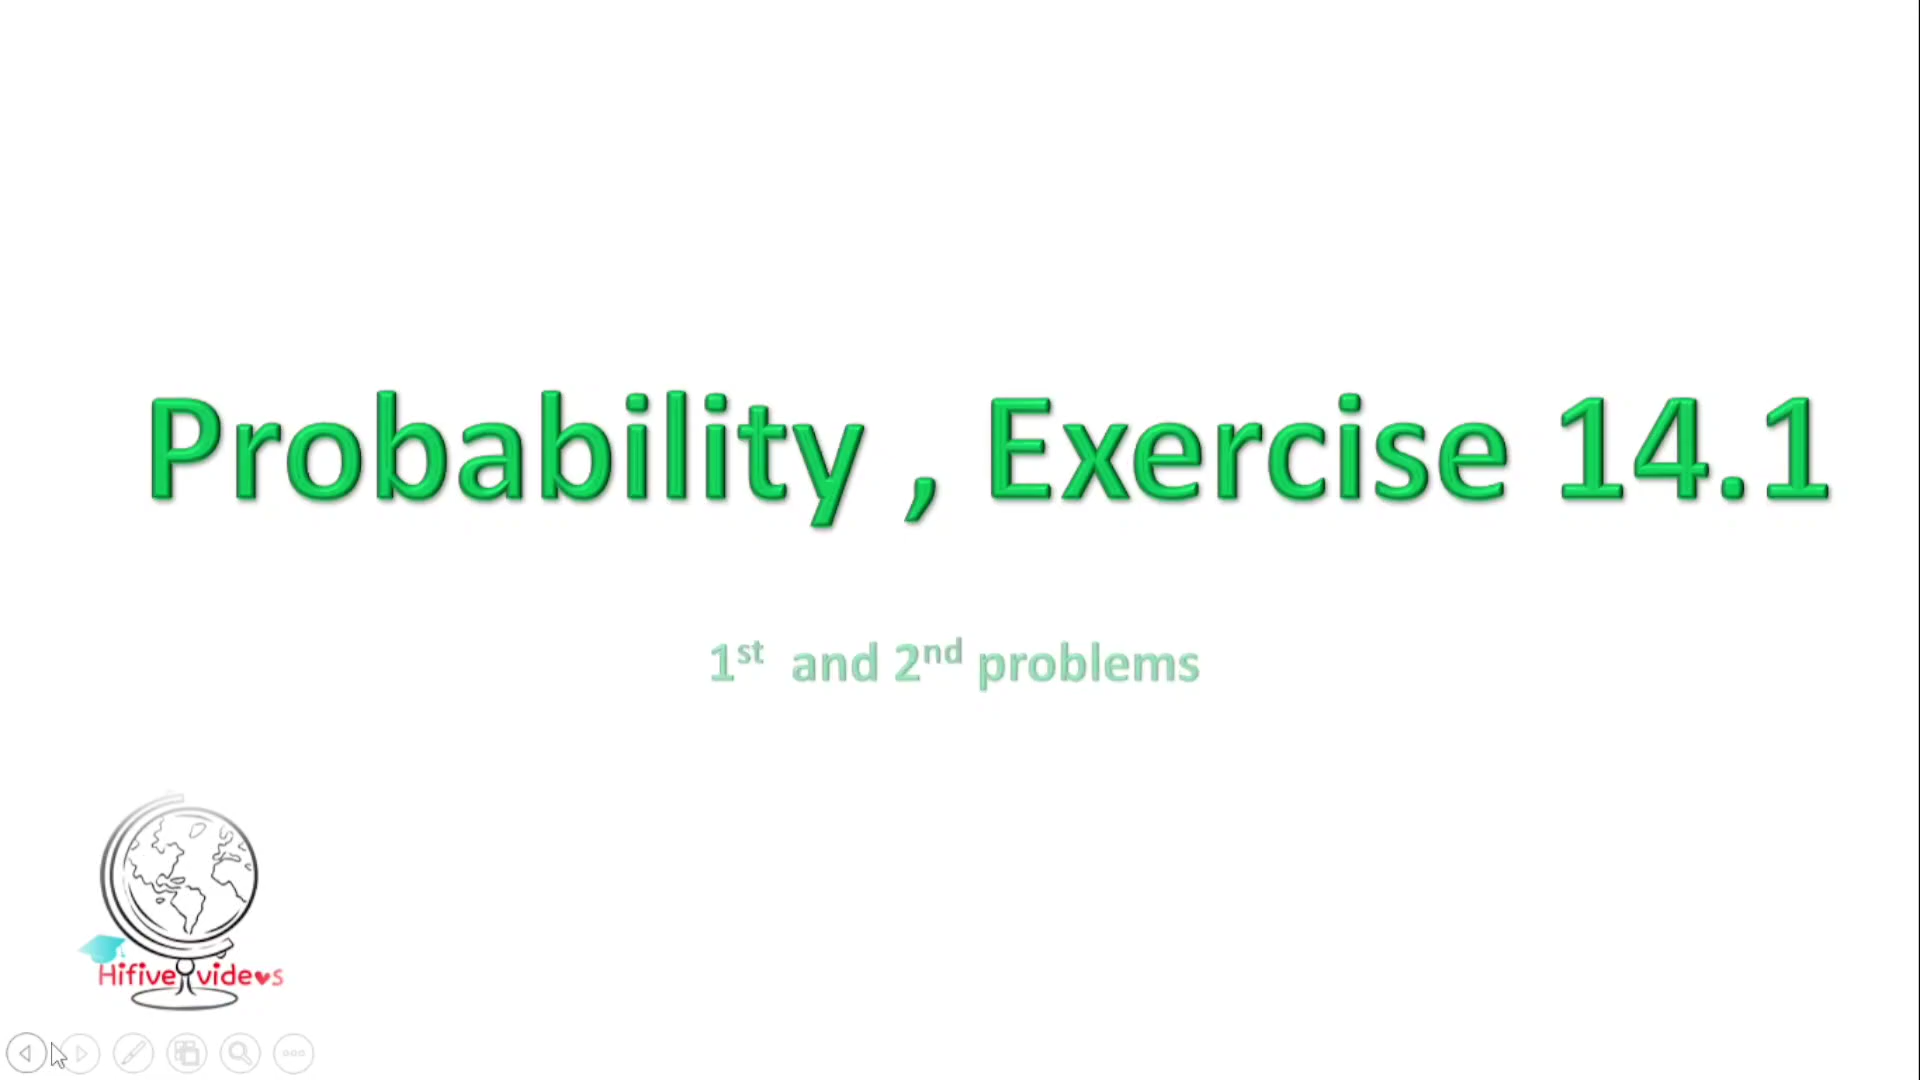 Probability , Exercise 14.1
1st and 2nd problems
Hifive videos